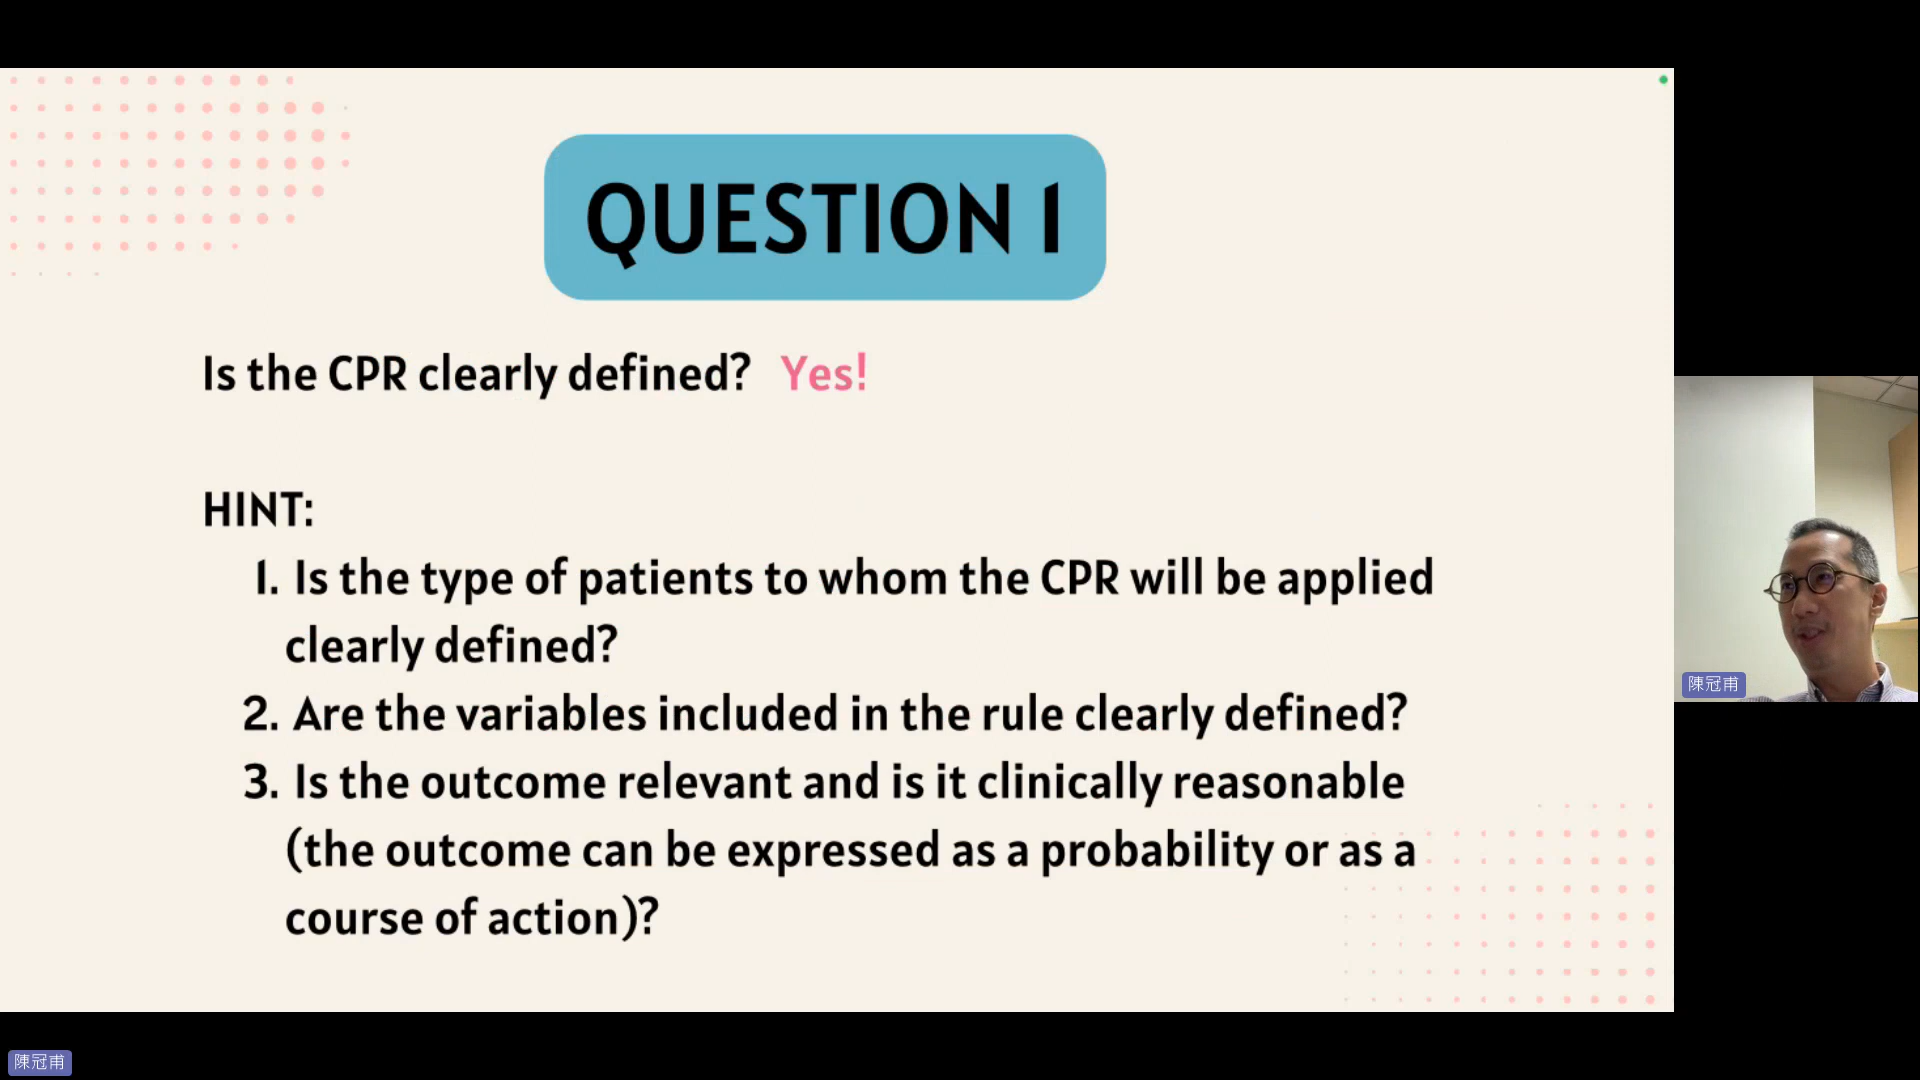 QUESTION 1
Is the CPR clearly defined? Yes!
HINT:
1. Is the type of patients to whom the CPR will be applied
clearly defined?
2. Are the variables included in the rule clearly defined?
3. Is the outcome relevant and is it clinically reasonable
(the outcome can be expressed as a probability or as a
course of action)?
陳冠甫
陳冠甫